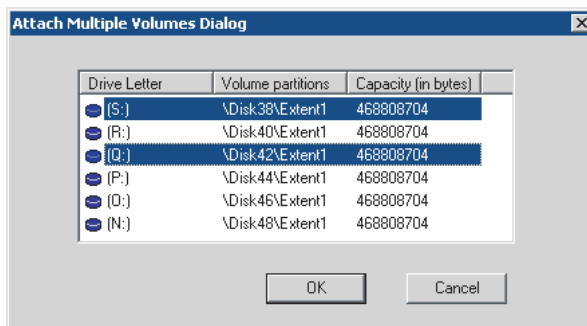 Attach Multiple Volumes Dialog
Drive Letter Volume partitions Capacity (in bytes)
(S:) \Disk38\Extent1 468808704
(R:) \Disk40\Extent1 468808704
(Q:) \Disk42\Extent1 468808704
(P:) \Disk44\Extent1 468808704
(O:) \Disk46\Extent1 468808704
(N:) \Disk48\Extent1 468808704
OK Cancel